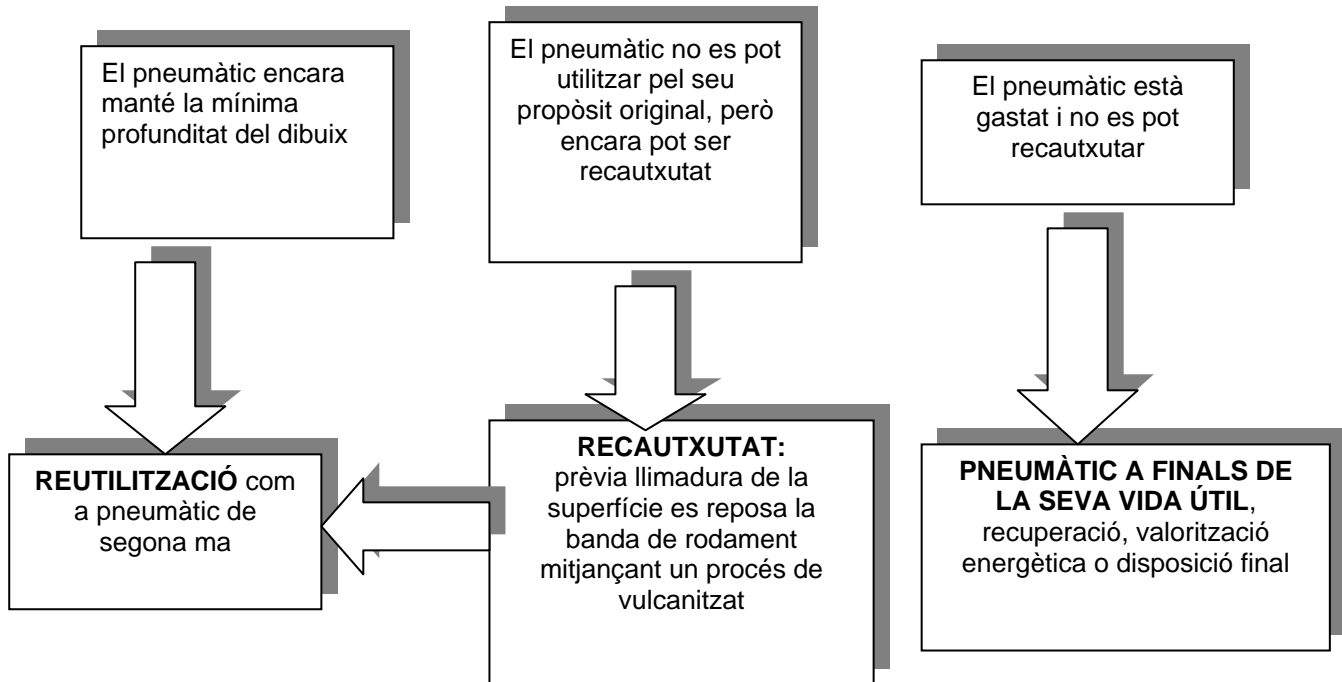 El pneumàtic encara
manté la mínima
profunditat del dibuix
El pneumàtic no es pot
utilitzar pel seu
propòsit original, però
encara pot ser
recautxutat
El pneumàtic està
gastat i no es pot
recautxutar
REUTILITZACIÓ com
a pneumàtic de
segona ma
RECAUTXUTAT:
prèvia llimadura de la
superfície es reposa la
banda de rodament
mitjançant un procés de
vulcanitzat
PNEUMÀTIC A FINALS DE
LA SEVA VIDA ÚTIL,
recuperació, valorització
energètica o disposició final